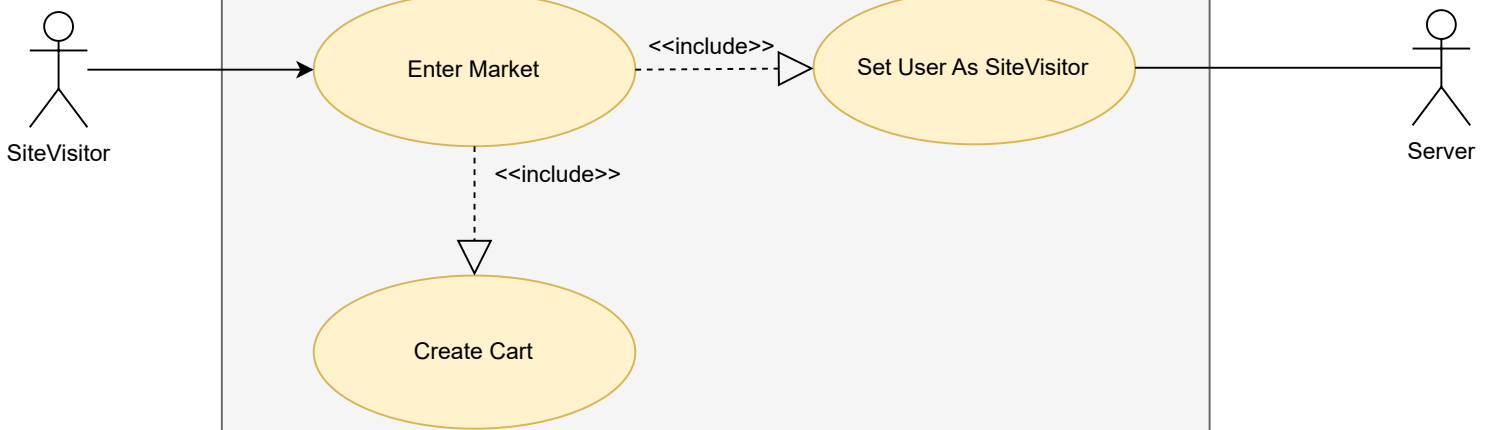 <<include>>
Enter Market
Set User As SiteVisitor
SiteVisitor
Server
<<include>>
Create Cart